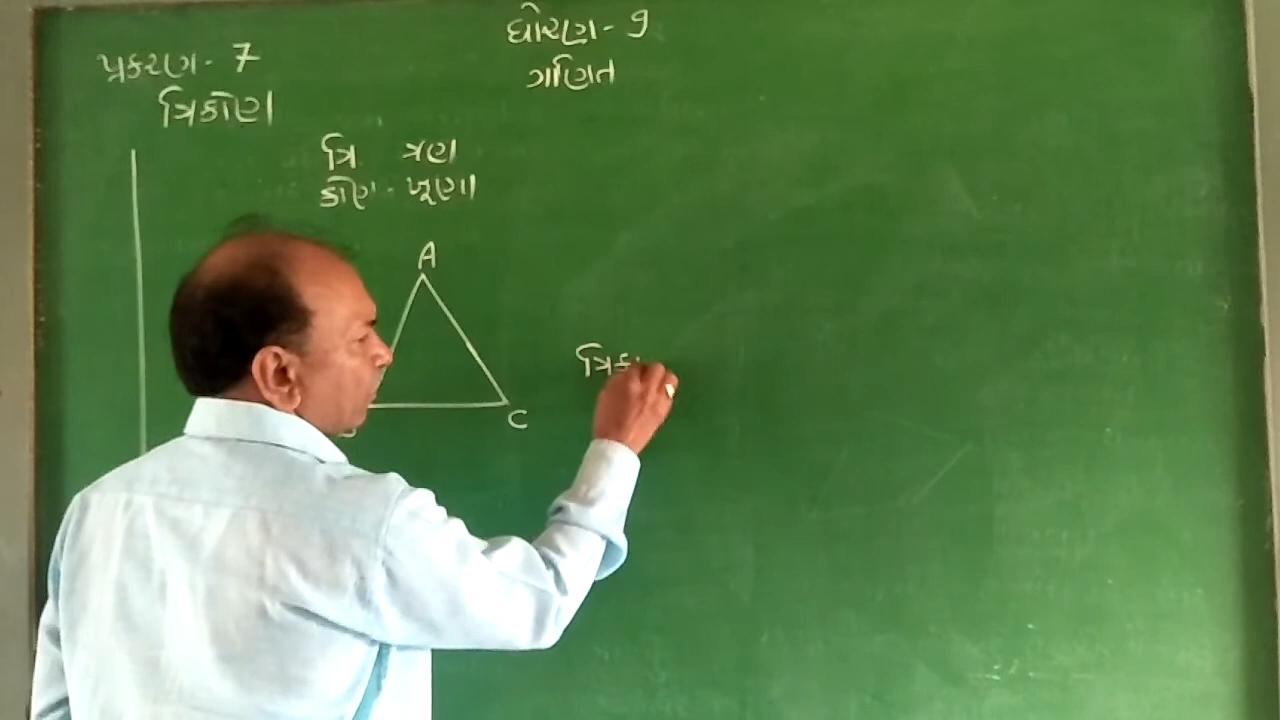 ધોરણ - 9
ગણિત
પ્રકરણ - 7
ત્રિકોણ
ત્રિ ત્રણ
કોણ - ખૂણા
A
C
ત્રિક